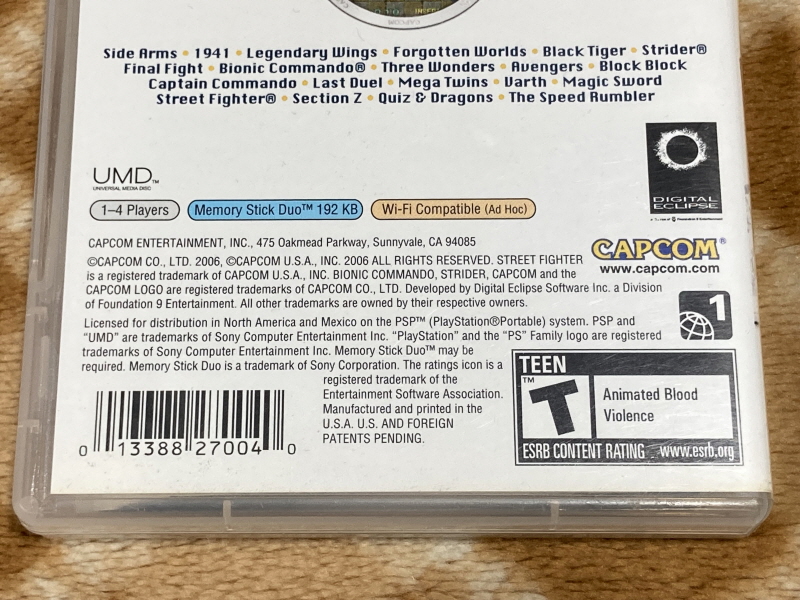 Side Arms • 1941 • Legendary Wings • Forgotten Worlds • Black Tiger • Strider®
Final Fight • Bionic Commando® • Three Wonders • Avengers • Block Block
Captain Commando • Last Duel • Mega Twins • Varth • Magic Sword
Street Fighter® • Section Z • Quiz & Dragons • The Speed Rumbler
UMD™
UNIVERSAL MEDIA DISC
1–4 Players
Memory Stick Duo™ 192 KB
Wi-Fi Compatible (Ad Hoc)
DIGITAL
ECLIPSE
CAPCOM ENTERTAINMENT, INC., 475 Oakmead Parkway, Sunnyvale, CA 94085
©CAPCOM CO., LTD. 2006, ©CAPCOM U.S.A., INC. 2006 ALL RIGHTS RESERVED. STREET FIGHTER
is a registered trademark of CAPCOM U.S.A., INC. BIONIC COMMANDO, STRIDER, CAPCOM and the
CAPCOM LOGO are registered trademarks of CAPCOM CO., LTD. Developed by Digital Eclipse Software Inc. a Division
of Foundation 9 Entertainment. All other trademarks are owned by their respective owners.
CAPCOM®
www.capcom.com
1
Licensed for distribution in North America and Mexico on the PSP™ (PlayStation®Portable) system. PSP and
"UMD" are trademarks of Sony Computer Entertainment Inc. "PlayStation" and the "PS" Family logo are registered
trademarks of Sony Computer Entertainment Inc. Memory Stick Duo™ may be
required. Memory Stick Duo is a trademark of Sony Corporation. The ratings icon is a
registered trademark of the
Entertainment Software Association.
Manufactured and printed in the
U.S.A. U.S. AND FOREIGN
PATENTS PENDING.
0 13388 27004 0
TEEN
T™
Animated Blood
Violence
ESRB CONTENT RATING www.esrb.org